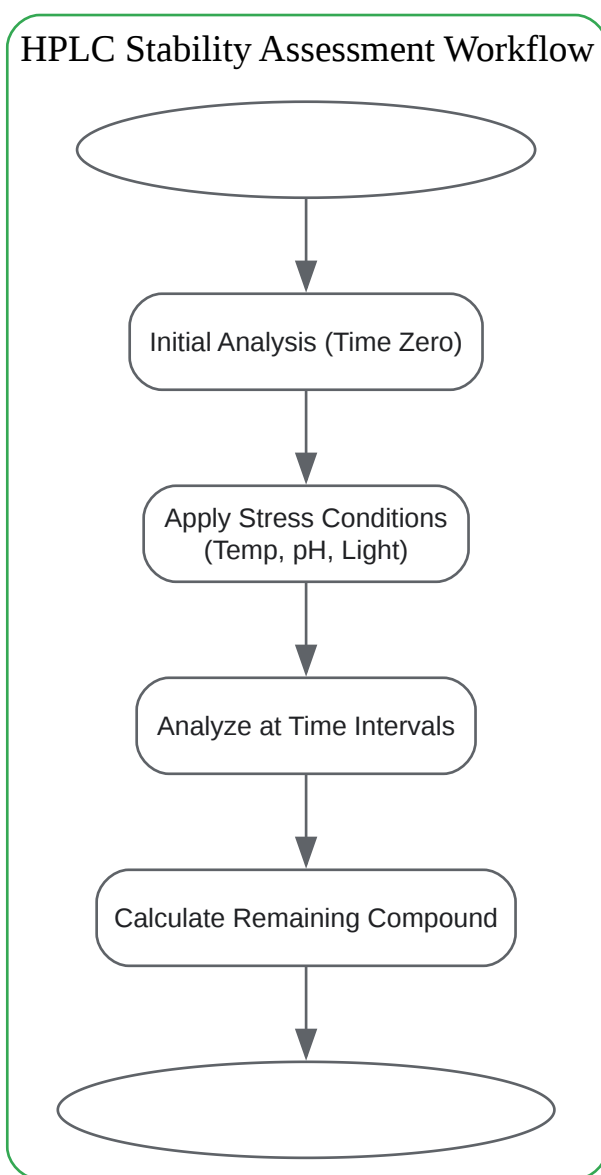 HPLC Stability Assessment Workflow
Initial Analysis (Time Zero)
Apply Stress Conditions
(Temp, pH, Light)
Analyze at Time Intervals
Calculate Remaining Compound